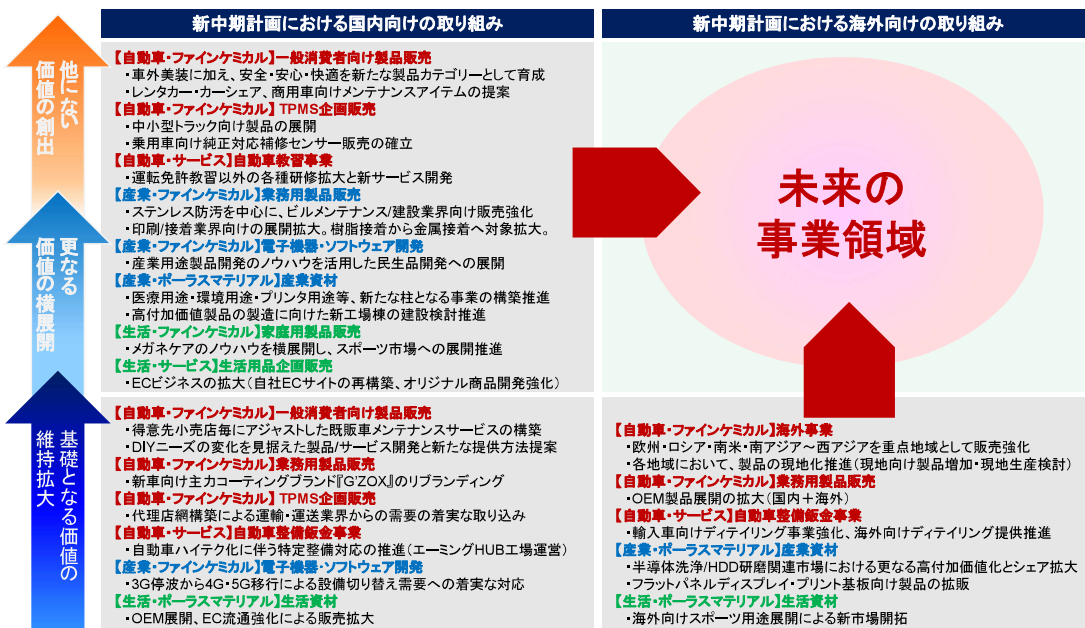 新中期計画における国内向けの取り組み
他にない
価値の創出
更なる
価値の横展開
基礎となる価値の
維持拡大
【自動車・ファインケミカル】一般消費者向け製品販売
・車外美装に加え、安全・安心・快適を新たな製品カテゴリーとして育成
・レンタカー・カーシェア、商用車向けメンテナンスアイテムの提案
【自動車・ファインケミカル】TPMS企画販売
・中小型トラック向け製品の展開
・乗用車向け純正対応補修センサー販売の確立
【自動車・サービス】自動車教習事業
・運転免許教習以外の各種研修拡大と新サービス開発
【産業・ファインケミカル】業務用製品販売
・ステンレス防汚を中心に、ビルメンテナンス/建設業界向け販売強化
・印刷/接着業界向けの展開拡大。樹脂接着から金属接着へ対象拡大。
【産業・ファインケミカル】電子機器・ソフトウェア開発
・産業用途製品開発のノウハウを活用した民生品開発への展開
【産業・ポーラスマテリアル】産業資材
・医療用途・環境用途・プリンタ用途等、新たな柱となる事業の構築推進
・高付加価値製品の製造に向けた新工場棟の建設検討推進
【生活・ファインケミカル】家庭用製品販売
・メガネケアのノウハウを横展開し、スポーツ市場への展開推進
【生活・サービス】生活用品企画販売
・ECビジネスの拡大（自社ECサイトの再構築、オリジナル商品開発強化）
【自動車・ファインケミカル】一般消費者向け製品販売
・得意先小売店毎にアジャストした既販車メンテナンスサービスの構築
・DIYニーズの変化を見据えた製品/サービス開発と新たな提供方法提案
【自動車・ファインケミカル】業務用製品販売
・新車向け主力コーティングブランド『G'ZOX』のリブランディング
【自動車・ファインケミカル】TPMS企画販売
・代理店網構築による運輸・運送業界からの需要の着実な取り込み
【自動車・サービス】自動車整備鈑金事業
・自動車ハイテク化に伴う特定整備対応の推進（エーミングHUB工場運営）
【産業・ファインケミカル】電子機器・ソフトウェア開発
・3G停波から4G・5G移行による設備切り替え需要への着実な対応
【生活・ポーラスマテリアル】生活資材
・OEM展開、EC流通強化による販売拡大
新中期計画における海外向けの取り組み
未来の
事業領域
【自動車・ファインケミカル】海外事業
・欧州・ロシア・南米・南アジア～西アジアを重点地域として販売強化
・各地域において、製品の現地化推進（現地向け製品増加・現地生産検討）
【自動車・ファインケミカル】業務用製品販売
・OEM製品展開の拡大（国内＋海外）
【自動車・サービス】自動車整備鈑金事業
・輸入車向けディテイリング事業強化、海外向けディテイリング提供推進
【産業・ポーラスマテリアル】産業資材
・半導体洗浄/HDD研磨関連市場における更なる高付加価値化とシェア拡大
・フラットパネルディスプレイ・プリント基板向け製品の拡販
【生活・ポーラスマテリアル】生活資材
・海外向けスポーツ用途展開による新市場開拓